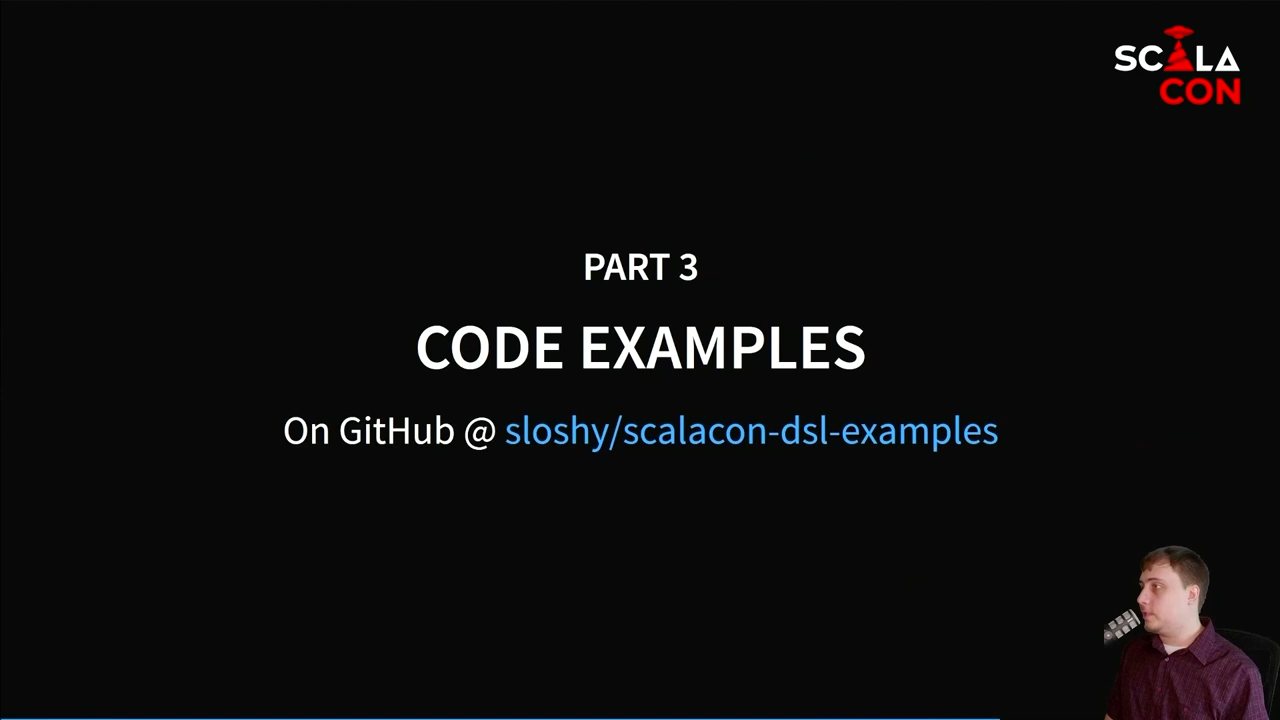 SCALA
CON
PART 3
CODE EXAMPLES
On GitHub @ sloshy/scalacon-dsl-examples